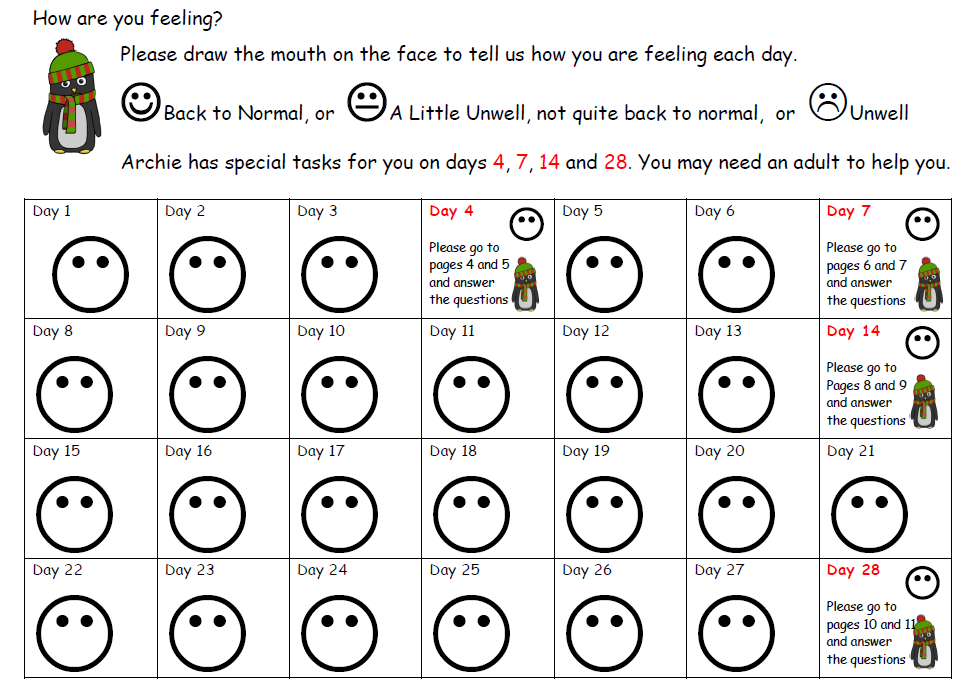 How are you feeling?
Please draw the mouth on the face to tell us how you are feeling each day.
Back to Normal, or A Little Unwell, not quite back to normal, or Unwell
Archie has special tasks for you on days 4, 7, 14 and 28. You may need an adult to help you.
Day 1
Day 2
Day 3
Day 4
Please go to
pages 4 and 5
and answer
the questions
Day 5
Day 6
Day 7
Please go to
pages 6 and 7
and answer
the questions
Day 8
Day 9
Day 10
Day 11
Day 12
Day 13
Day 14
Please go to
Pages 8 and 9
and answer
the questions
Day 15
Day 16
Day 17
Day 18
Day 19
Day 20
Day 21
Day 22
Day 23
Day 24
Day 25
Day 26
Day 27
Day 28
Please go to
pages 10 and 11
and answer
the questions